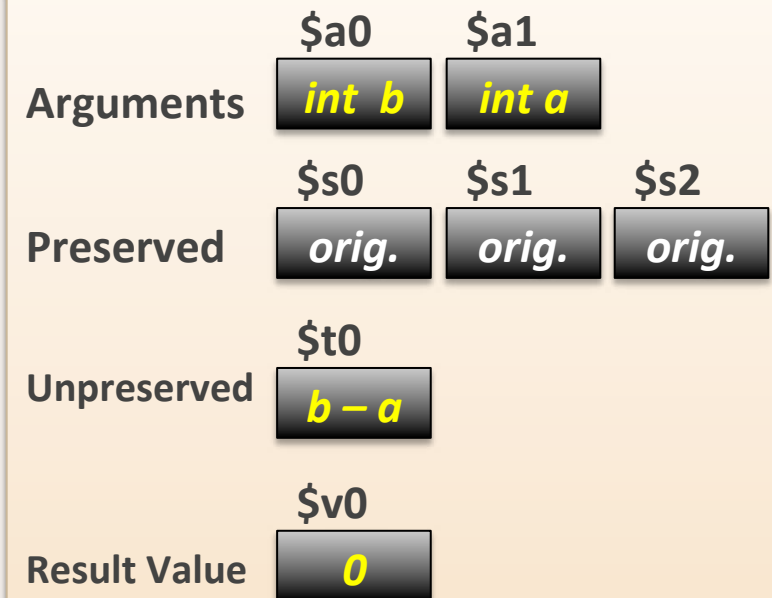 $a0 $a1
Arguments int b int a
$s0 $s1 $s2
Preserved orig. orig. orig.
$t0
Unpreserved b – a
$v0
Result Value 0